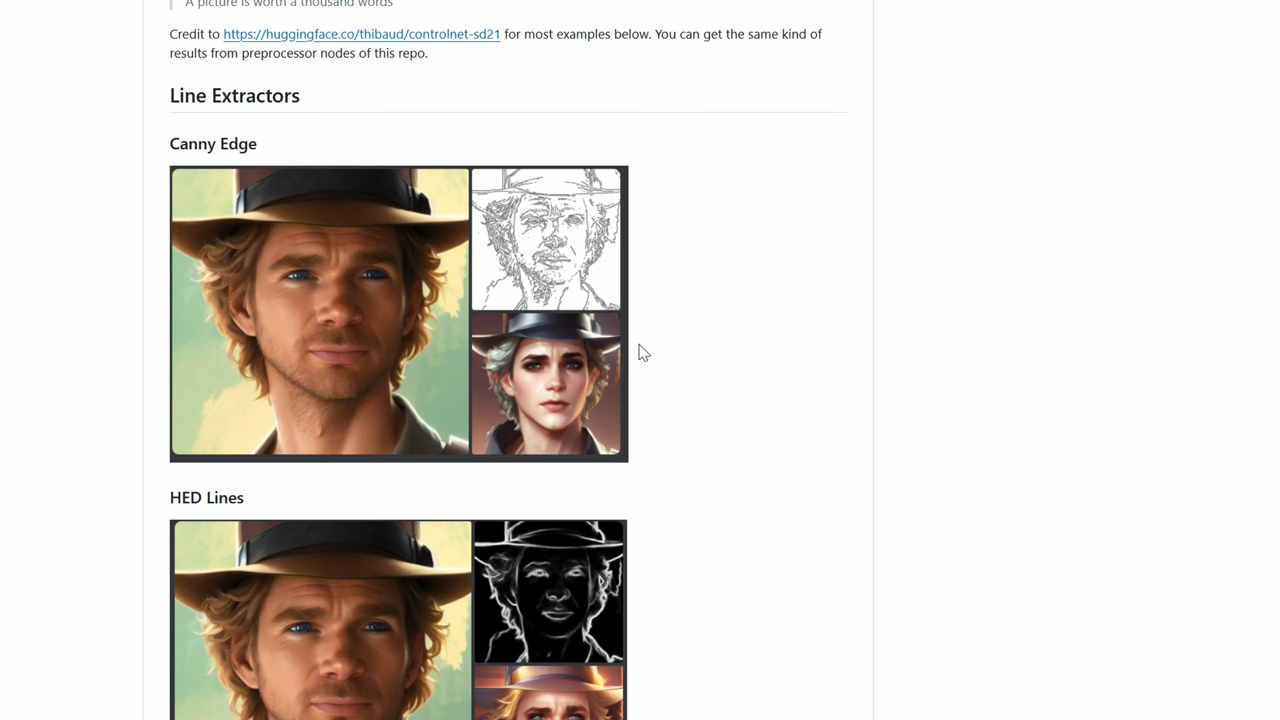 A picture is worth a thousand words
Credit to https://huggingface.co/thibaud/controlnet-sd21 for most examples below. You can get the same kind of
results from preprocessor nodes of this repo.
Line Extractors
Canny Edge
HED Lines